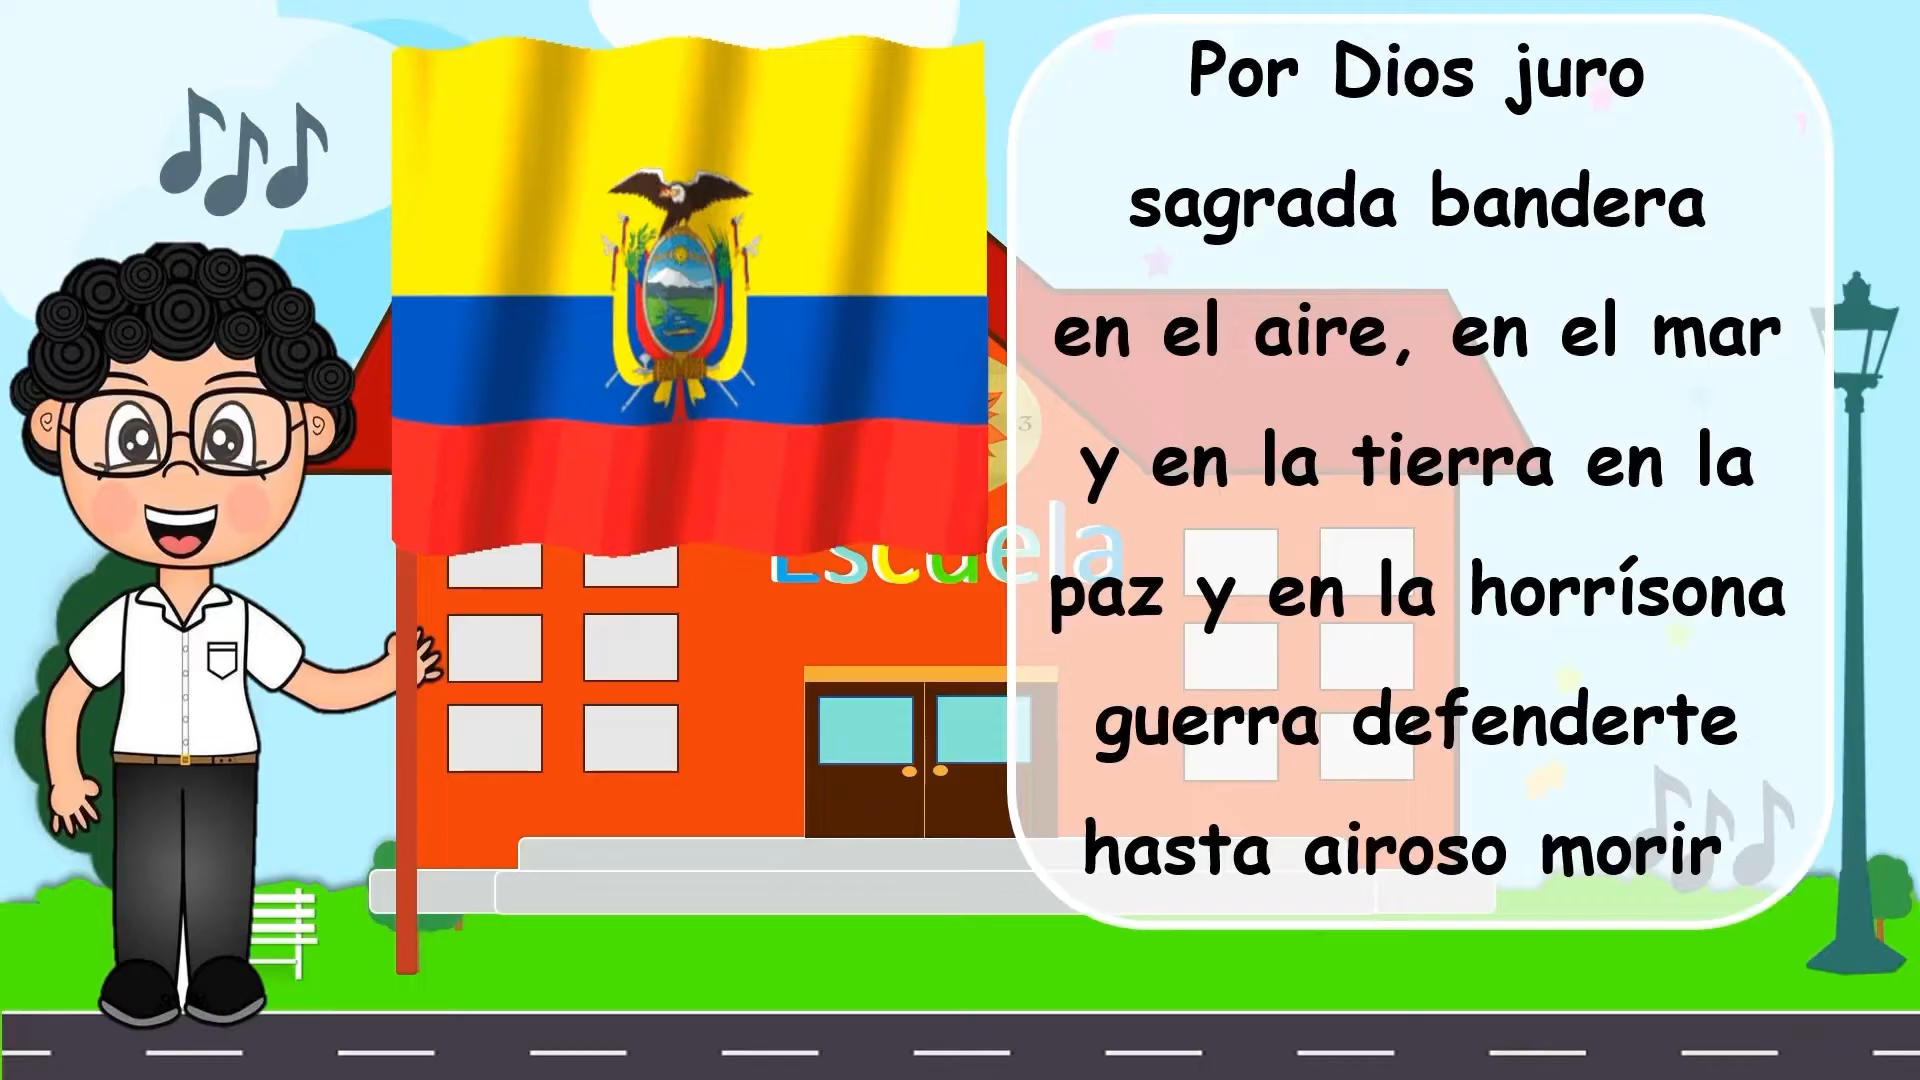 Por Dios juro
sagrada bandera
en el aire, en el mar
y en la tierra en la
paz y en la horrísona
guerra defenderte
hasta airoso morir
Escuela
3